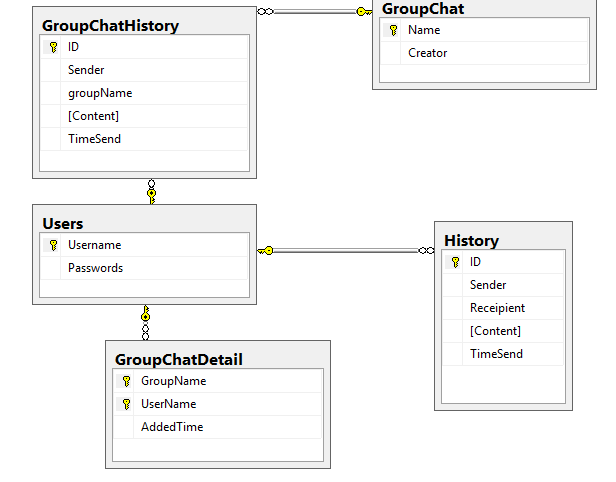 GroupChatHistory
ID
Sender
groupName
[Content]
TimeSend
GroupChat
Name
Creator
Users
Username
Passwords
History
ID
Sender
Receipient
[Content]
TimeSend
GroupChatDetail
GroupName
UserName
AddedTime